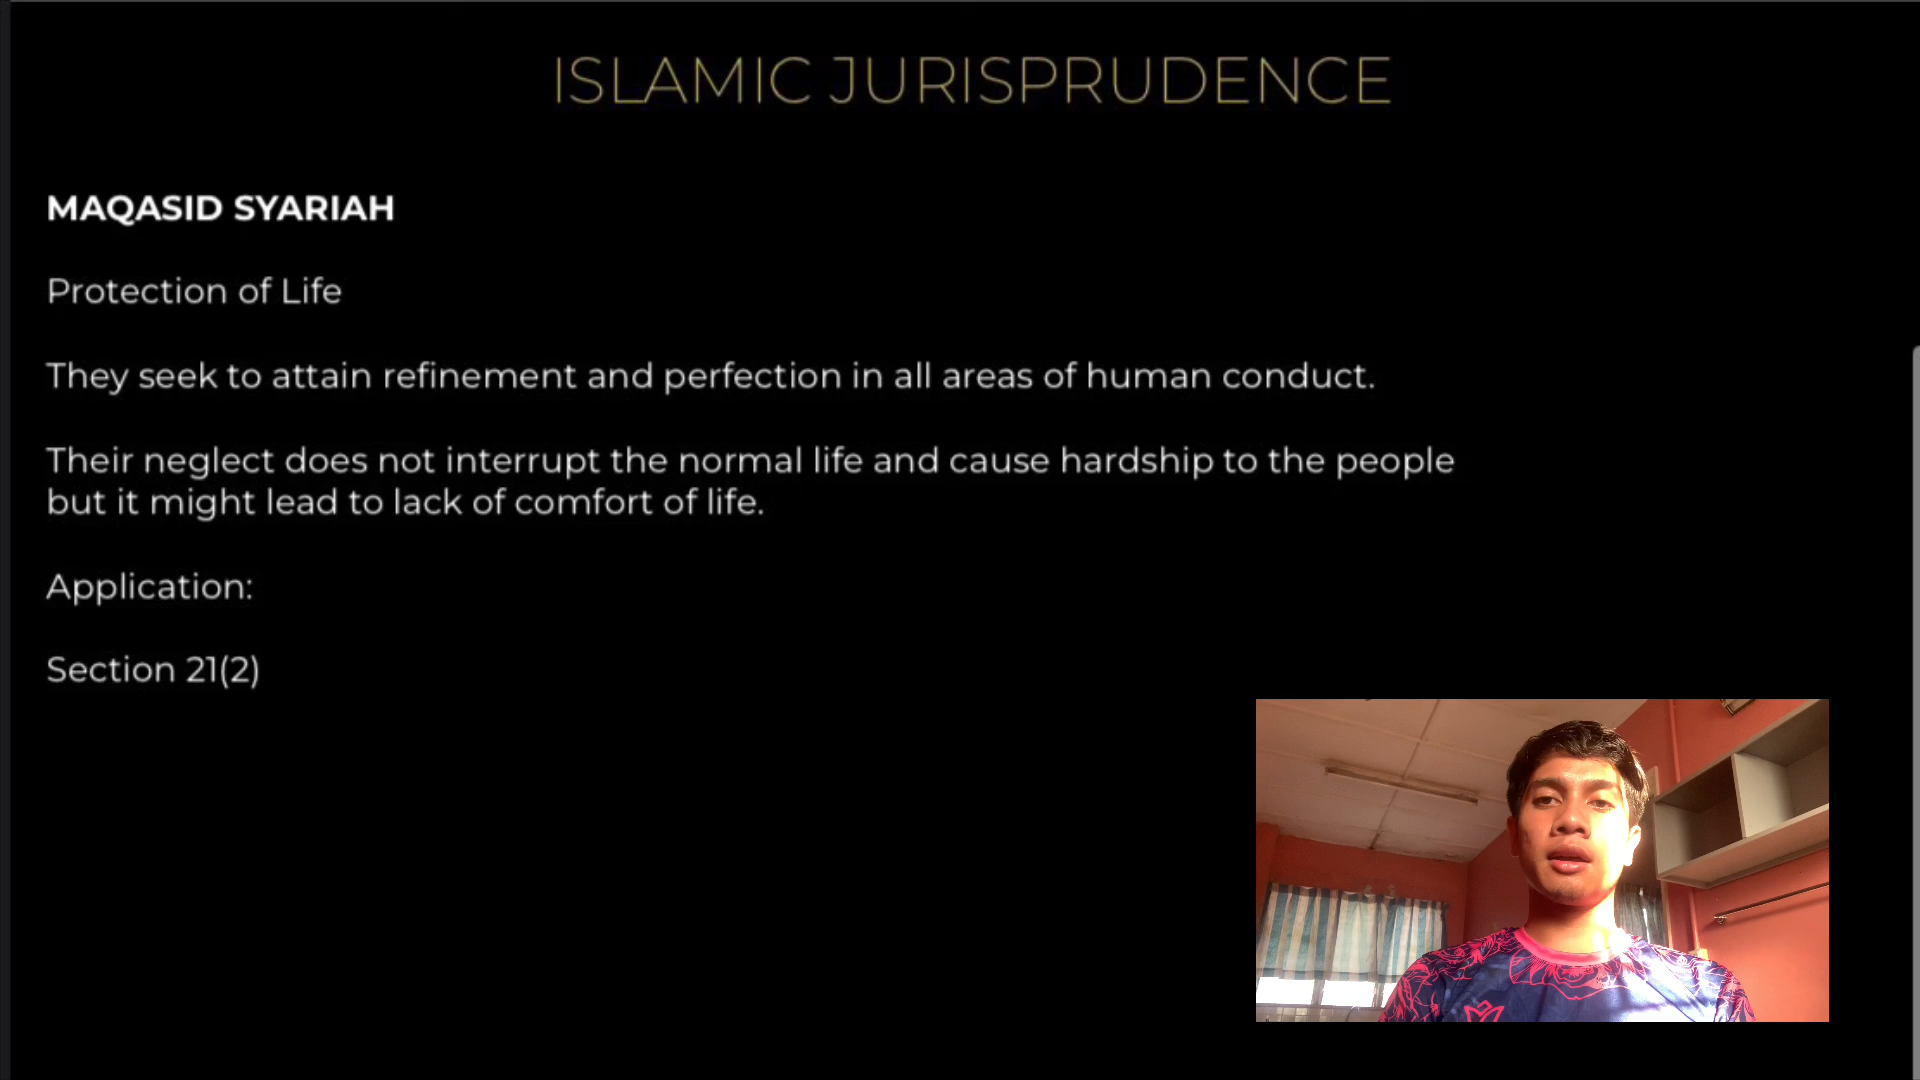 ISLAMIC JURISPRUDENCE
MAQASID SYARIAH
Protection of Life
They seek to attain refinement and perfection in all areas of human conduct.
Their neglect does not interrupt the normal life and cause hardship to the people
but it might lead to lack of comfort of life.
Application:
Section 21(2)